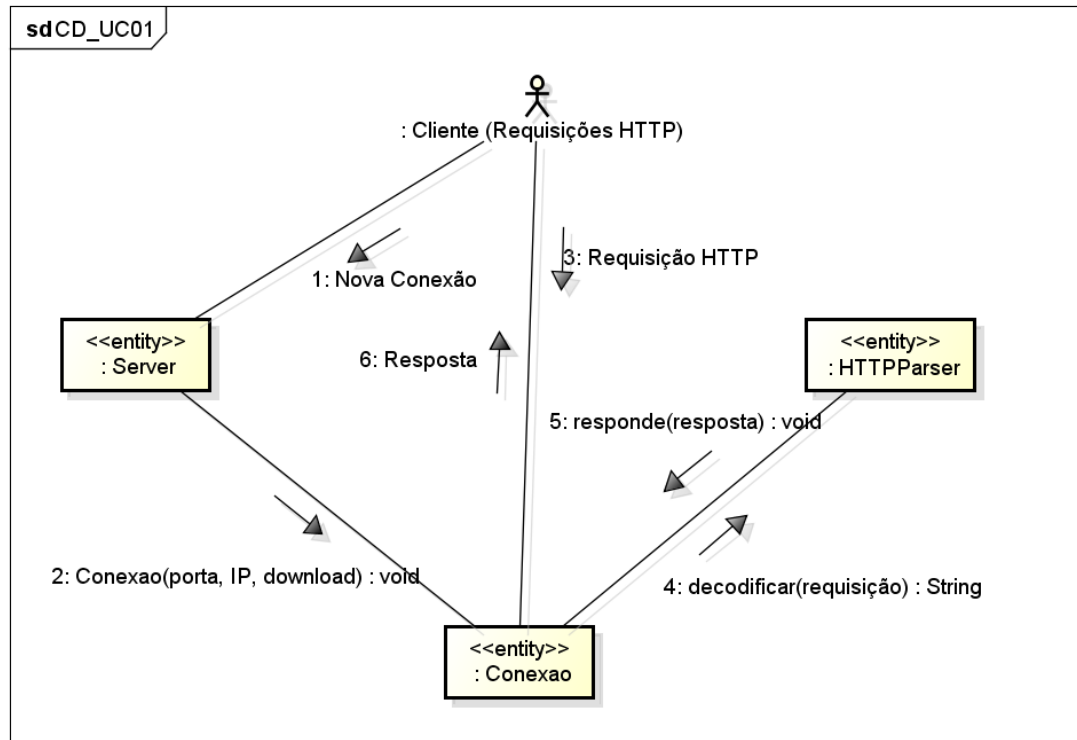 sdCD_UC01
: Cliente (Requisições HTTP)
3: Requisição HTTP
1: Nova Conexão
<<entity>>
: Server
<<entity>>
: HTTPParser
6: Resposta
5: responde(resposta) : void
2: Conexao(porta, IP, download) : void
4: decodificar(requisição) : String
<<entity>>
: Conexao